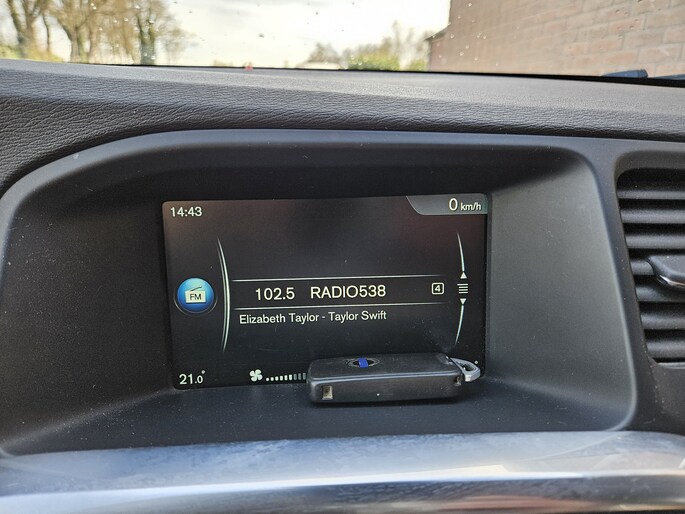 14:43
0 km/h
FM
102.5 RADIO538 4
Elizabeth Taylor - Taylor Swift
21.0°